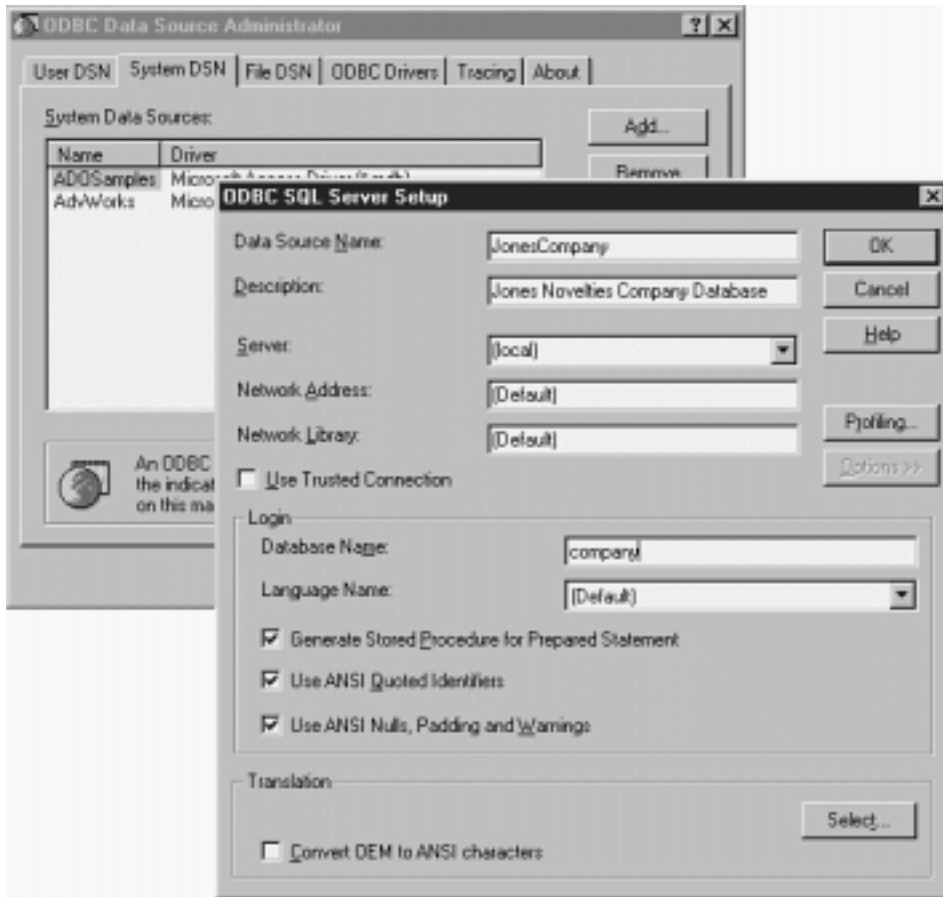 ODBC Data Source Administrator
User DSN System DSN File DSN ODBC Drivers Tracing About
System Data Sources:
Add...
Name Driver
Remove
ADOSamples Microsoft Access Driver (*.mdb)
AdvWorks Micro
ODBC SQL Server Setup
Data Source Name: JonesCompany
OK
Description: Jones Novelties Company Database
Cancel
Server: (local)
Help
Network Address: (Default)
Network Library: (Default)
Profiling...
Use Trusted Connection
Options >>
An ODBC
the indicat
on this ma
Login
Database Name: company
Language Name: (Default)
Generate Stored Procedure for Prepared Statement
Use ANSI Quoted Identifiers
Use ANSI Nulls, Padding and Warnings
Translation
Select...
Convert OEM to ANSI characters